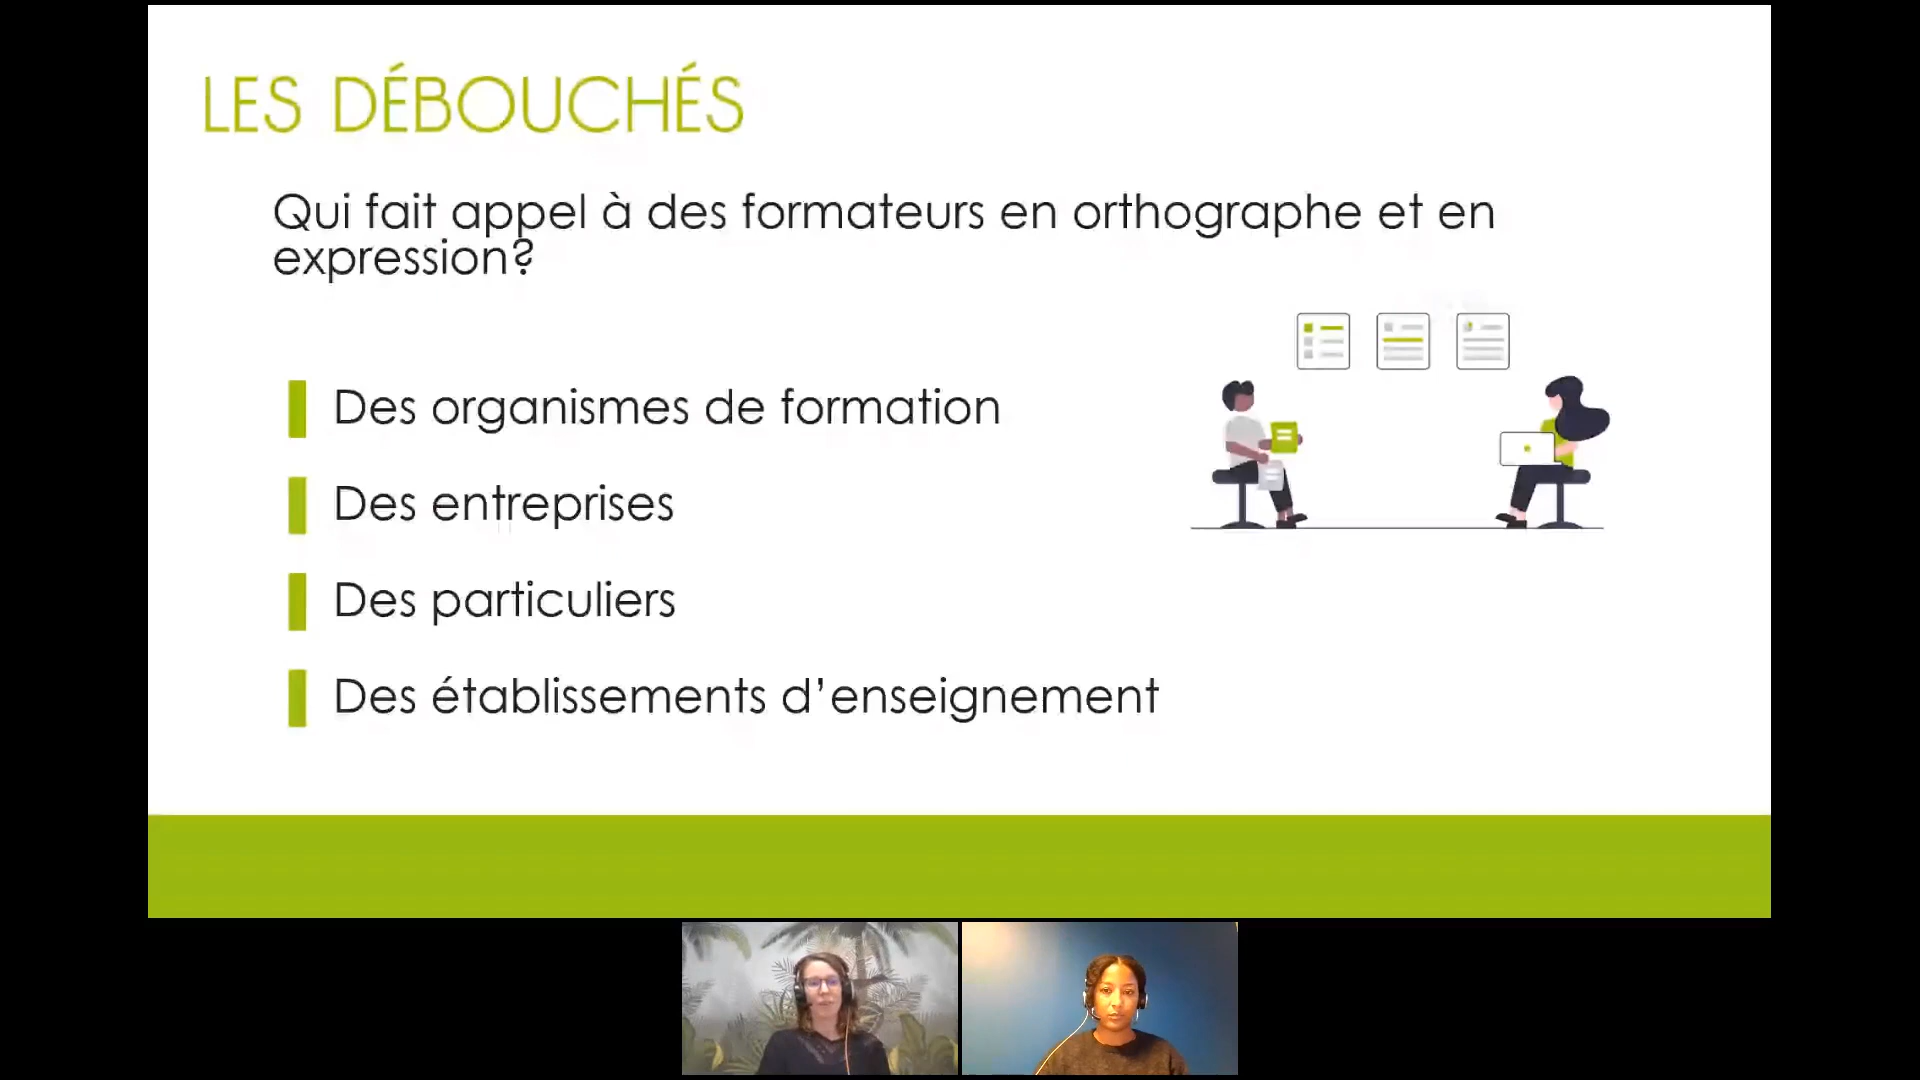 LES DÉBOUCHÉS
Qui fait appel à des formateurs en orthographe et en
expression?
Des organismes de formation
Des entreprises
Des particuliers
Des établissements d’enseignement